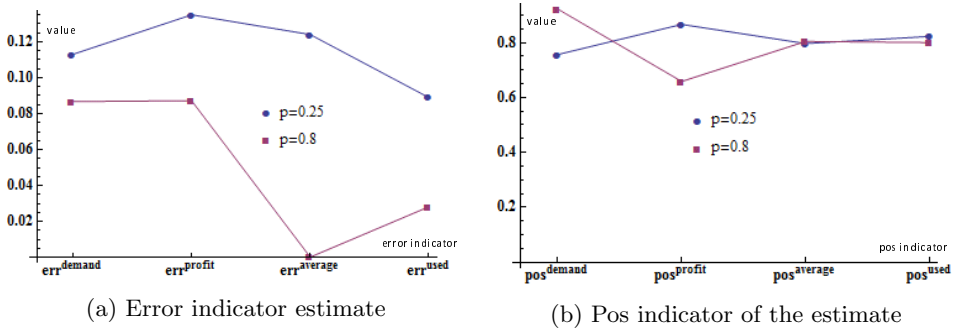 value
0.12
0.10
0.08
0.06
0.04
0.02
p=0.25
p=0.8
error indicator
err^demand err^profit err^average err^used
(a) Error indicator estimate
value
0.8
0.6
0.4
0.2
p=0.25
p=0.8
pos indicator
pos^demand pos^profit pos^average pos^used
(b) Pos indicator of the estimate